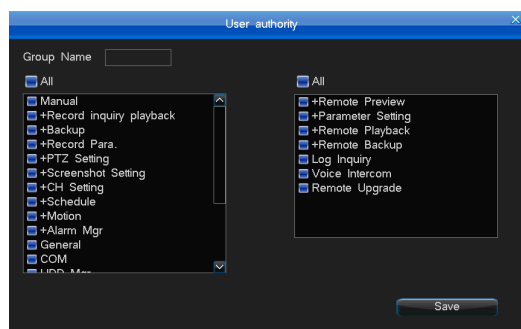 User authority
Group Name
All
Manual
+Record inquiry playback
+Backup
+Record Para.
+PTZ Setting
+Screenshot Setting
+CH Setting
+Schedule
+Motion
+Alarm Mgr
General
COM
All
+Remote Preview
+Parameter Setting
+Remote Playback
+Remote Backup
Log Inquiry
Voice Intercom
Remote Upgrade
Save